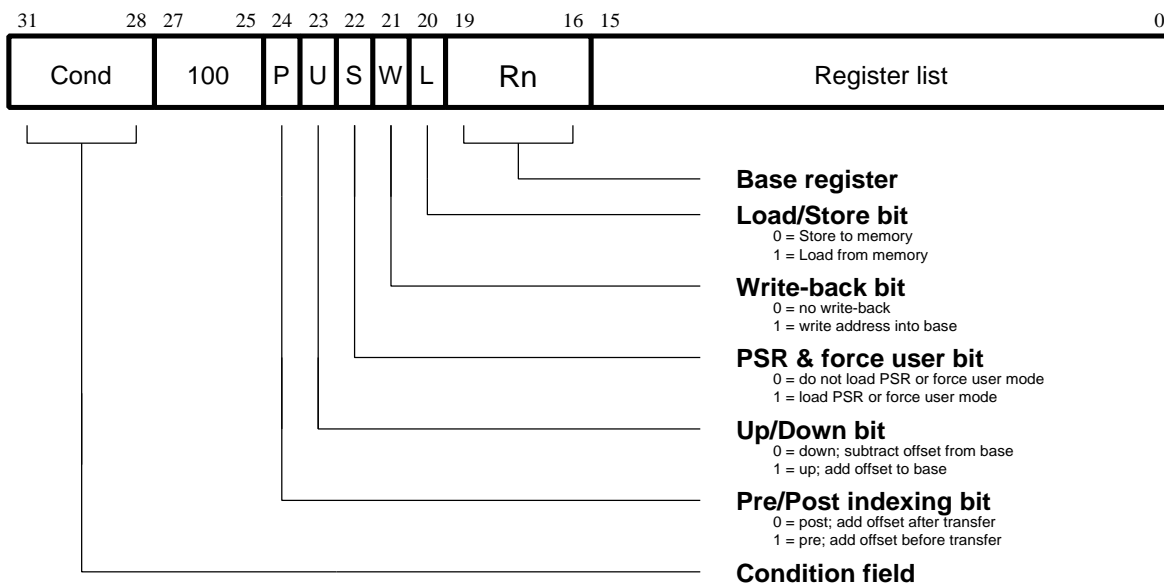 31 28 27 25 24 23 22 21 20 19 16 15 0
Cond 100 P U S W L Rn Register list
Base register
Load/Store bit
0 = Store to memory
1 = Load from memory
Write-back bit
0 = no write-back
1 = write address into base
PSR & force user bit
0 = do not load PSR or force user mode
1 = load PSR or force user mode
Up/Down bit
0 = down; subtract offset from base
1 = up; add offset to base
Pre/Post indexing bit
0 = post; add offset after transfer
1 = pre; add offset before transfer
Condition field